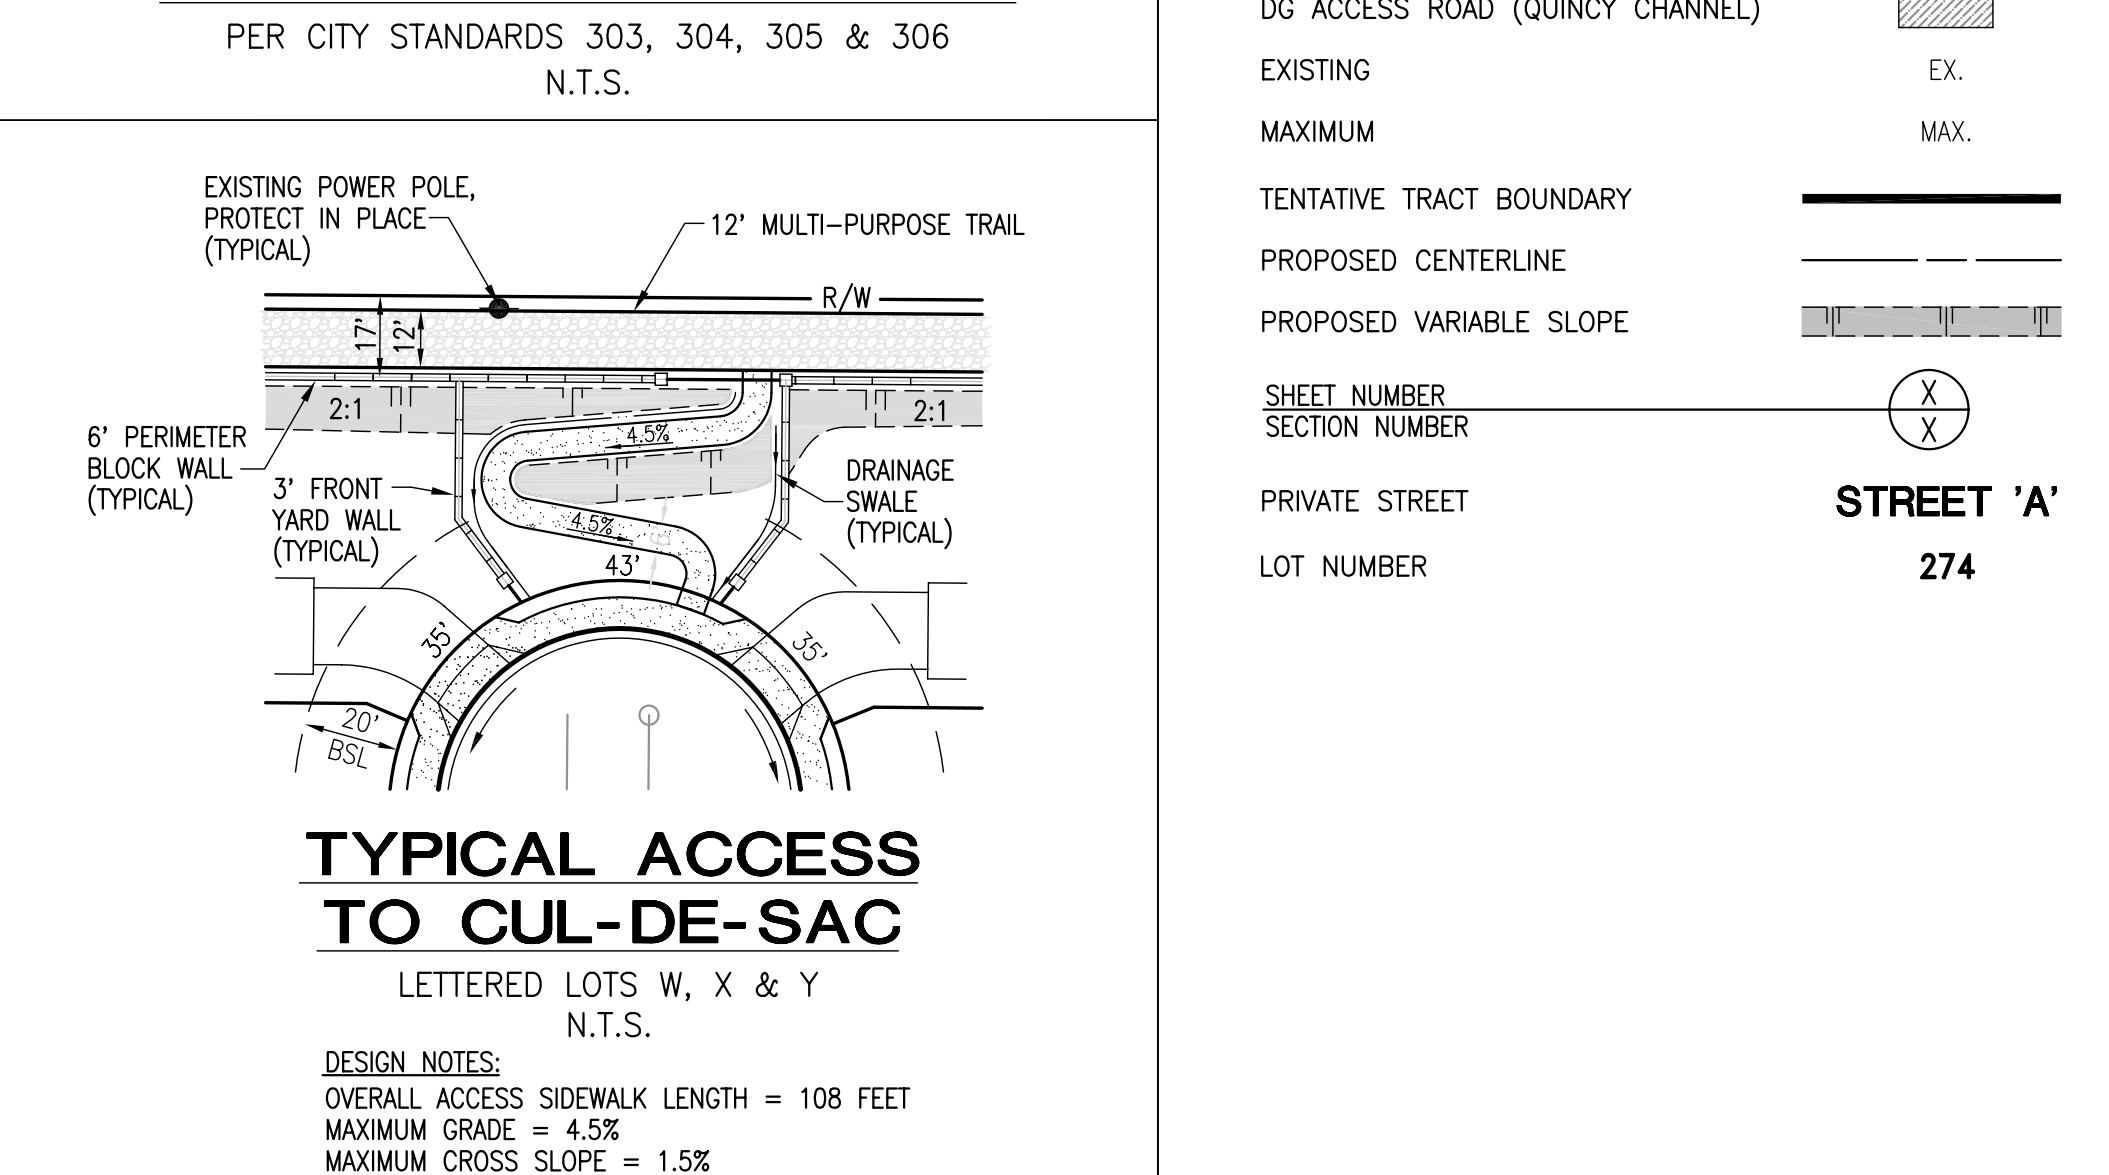 PER CITY STANDARDS 303, 304, 305 & 306
N.T.S.
EXISTING POWER POLE,
PROTECT IN PLACE
(TYPICAL)
12' MULTI-PURPOSE TRAIL
R/W
17'
12'
2:1
2:1
4.5%
6' PERIMETER
BLOCK WALL
(TYPICAL)
3' FRONT
YARD WALL
(TYPICAL)
DRAINAGE
SWALE
(TYPICAL)
4.5%
6'
43'
35'
35'
20'
BSL
TYPICAL ACCESS
TO CUL-DE-SAC
LETTERED LOTS W, X & Y
N.T.S.
DESIGN NOTES:
OVERALL ACCESS SIDEWALK LENGTH = 108 FEET
MAXIMUM GRADE = 4.5%
MAXIMUM CROSS SLOPE = 1.5%
DG ACCESS ROAD (QUINCY CHANNEL)
EXISTING EX.
MAXIMUM MAX.
TENTATIVE TRACT BOUNDARY
PROPOSED CENTERLINE
PROPOSED VARIABLE SLOPE
SHEET NUMBER X
SECTION NUMBER X
PRIVATE STREET STREET 'A'
LOT NUMBER 274